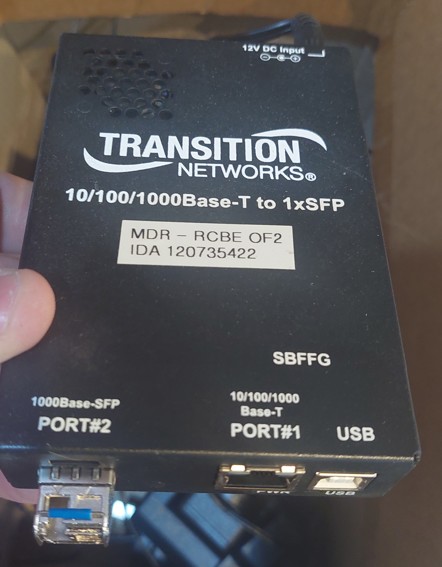 12V DC Input
TRANSITION
NETWORKS®
10/100/1000Base-T to 1xSFP
MDR - RCBE OF2
IDA 120735422
SBFFG
1000Base-SFP
PORT#2
10/100/1000
Base-T
PORT#1
USB
PWR
USB